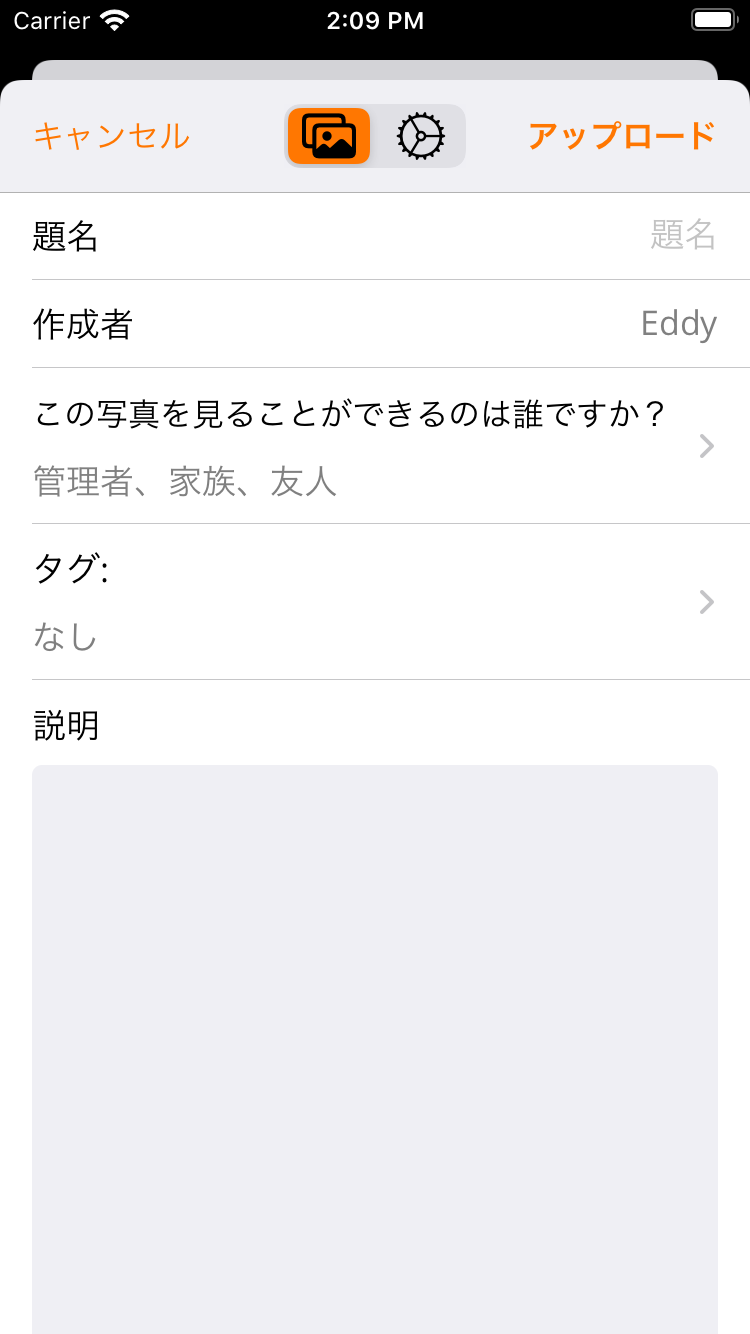 Carrier 2:09 PM
キャンセル アップロード
題名 題名
作成者 Eddy
この写真を見ることができるのは誰ですか？
管理者、家族、友人
タグ:
なし
説明